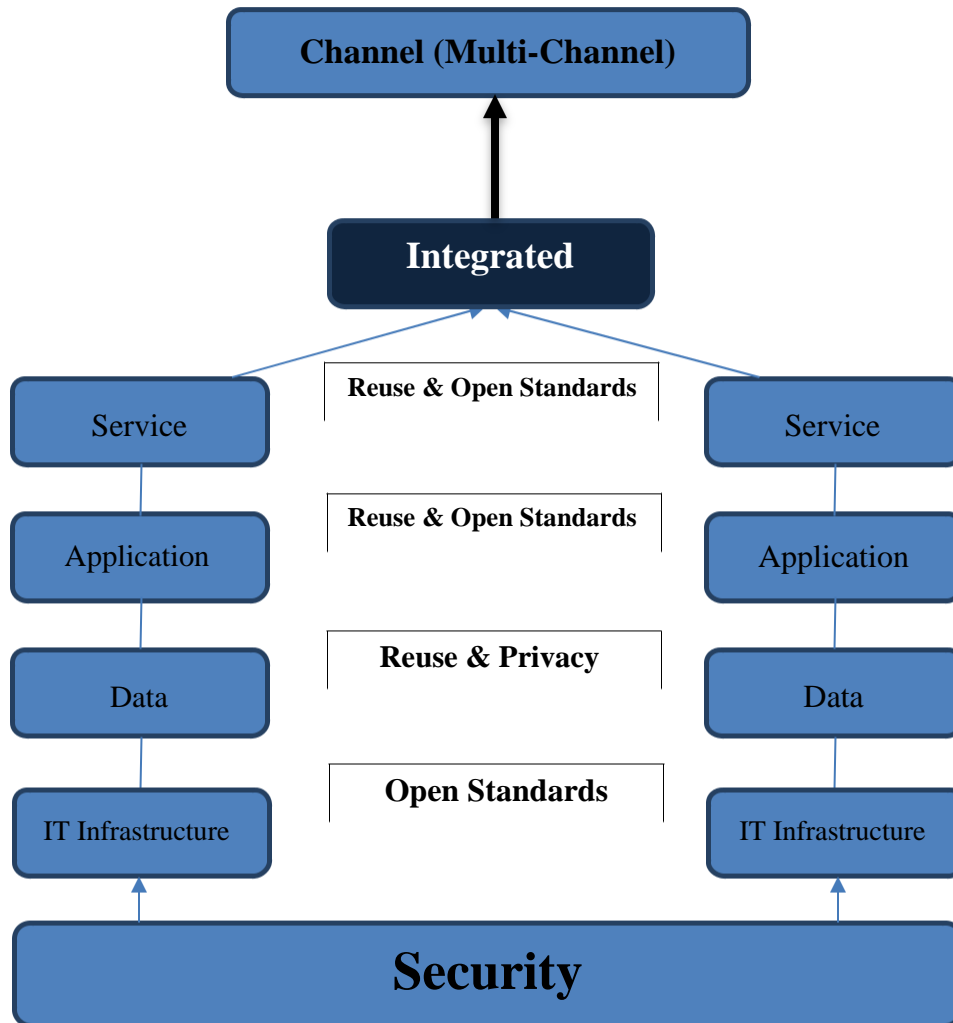 Channel (Multi-Channel)
Integrated
Reuse & Open Standards
Service
Service
Reuse & Open Standards
Application
Application
Reuse & Privacy
Data
Data
Open Standards
IT Infrastructure
IT Infrastructure
Security